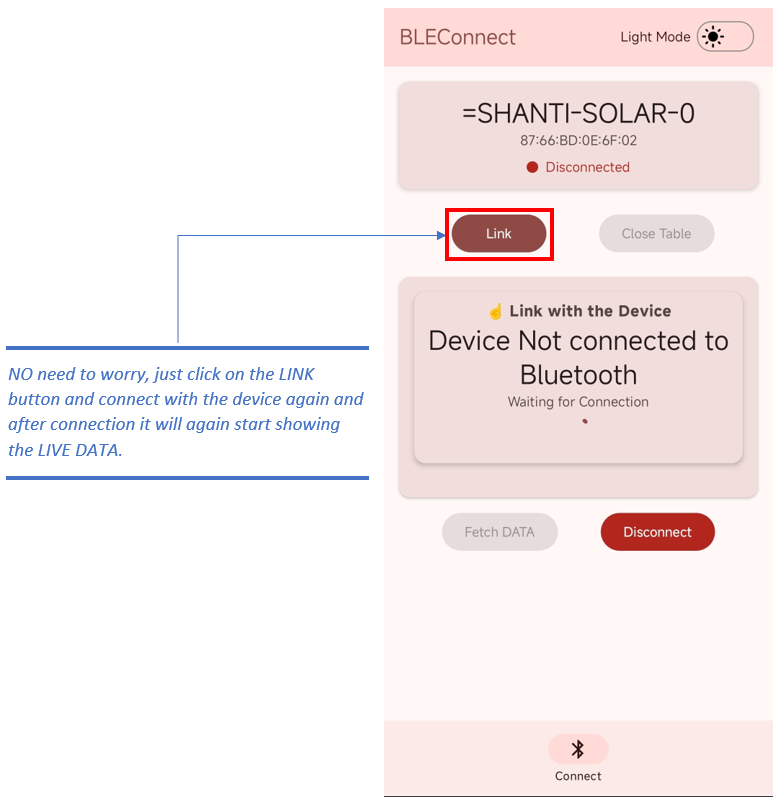 BLEConnect
Light Mode
=SHANTI-SOLAR-0
87:66:BD:0E:6F:02
Disconnected
Link
Close Table
NO need to worry, just click on the LINK
button and connect with the device again and
after connection it will again start showing
the LIVE DATA.
☝ Link with the Device
Device Not connected to
Bluetooth
Waiting for Connection
Fetch DATA
Disconnect
Connect